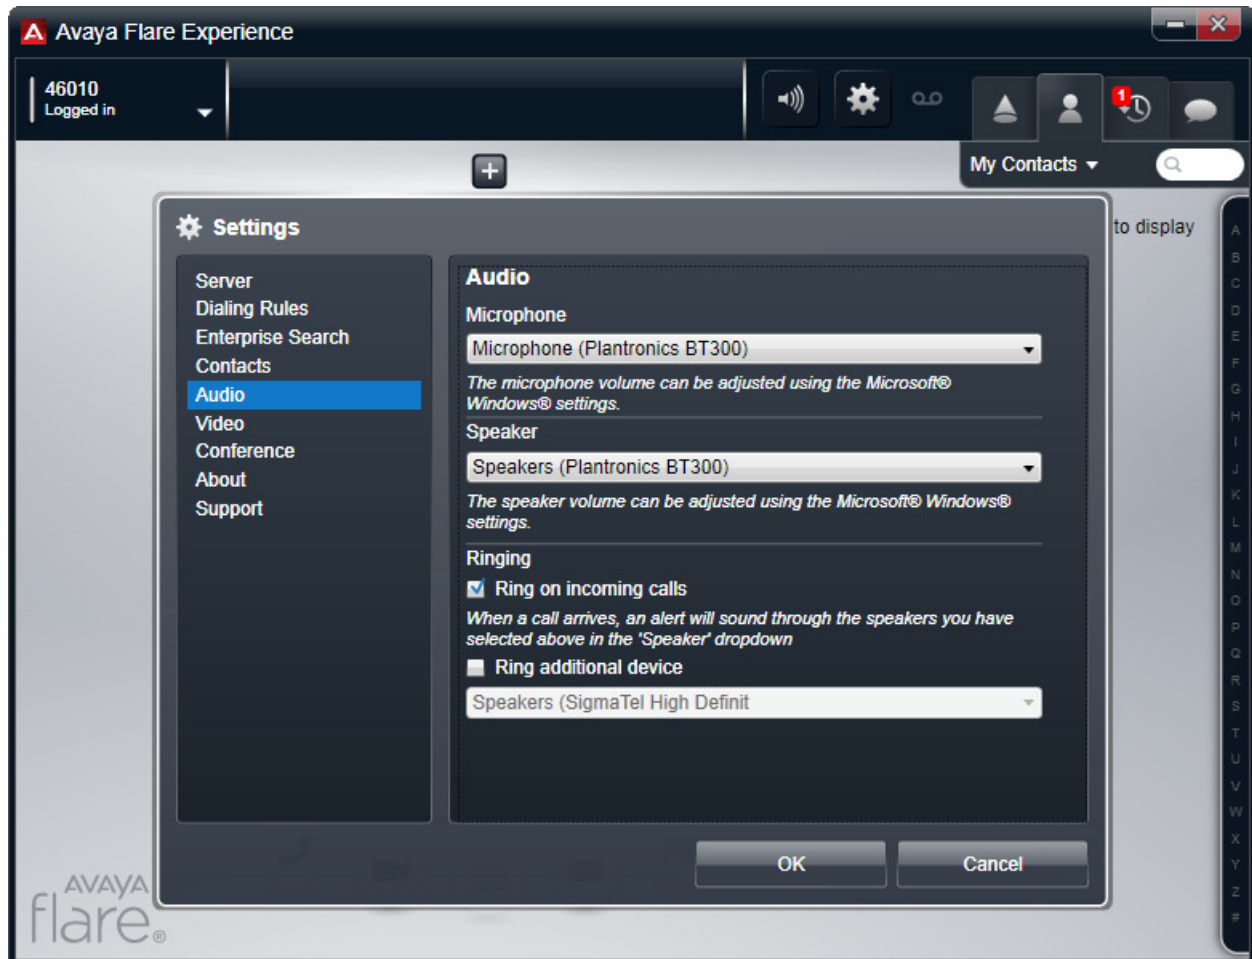 Avaya Flare Experience
46010
Logged in
1
My Contacts
to display
Settings
Server
Dialing Rules
Enterprise Search
Contacts
Audio
Video
Conference
About
Support
Audio
Microphone
Microphone (Plantronics BT300)
The microphone volume can be adjusted using the Microsoft®
Windows® settings.
Speaker
Speakers (Plantronics BT300)
The speaker volume can be adjusted using the Microsoft® Windows®
settings.
Ringing
Ring on incoming calls
When a call arrives, an alert will sound through the speakers you have
selected above in the 'Speaker' dropdown
Ring additional device
Speakers (SigmaTel High Definit
OK
Cancel
A
B
C
D
E
F
G
H
I
J
K
L
M
N
O
P
Q
R
S
T
U
V
W
X
Y
Z
#
AVAYA
flare®